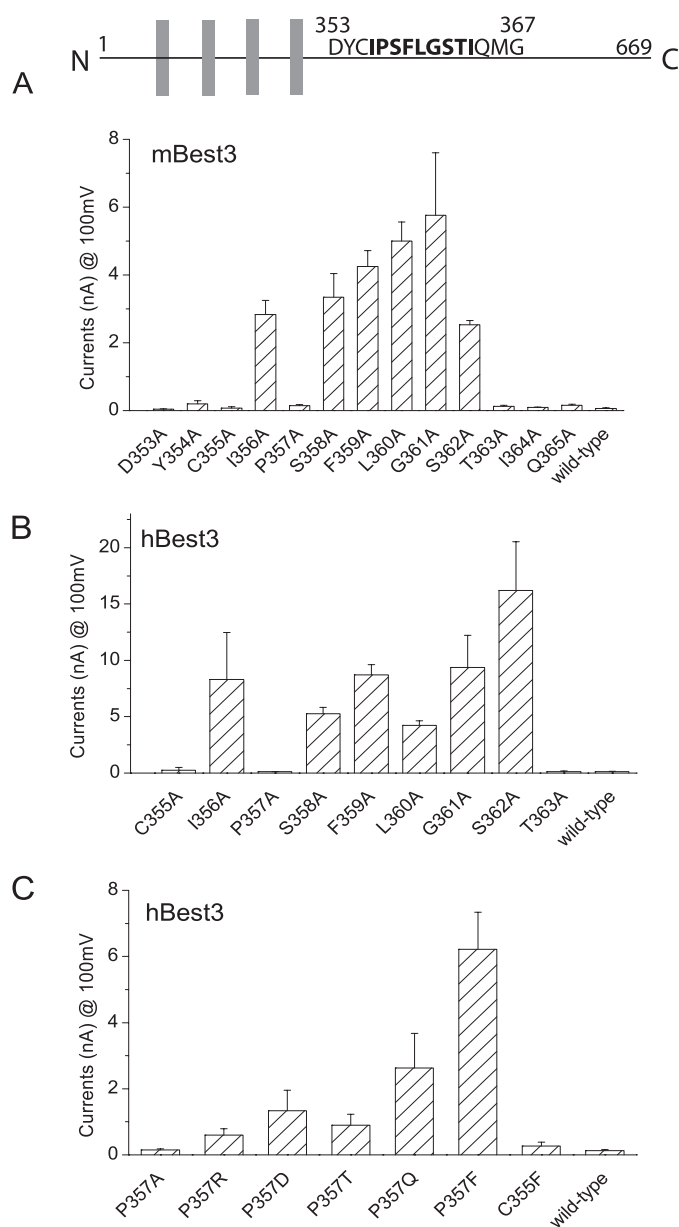 353 367
DYCIPSFLGSTIQMG
N 1 669 C
A
mBest3
Currents (nA) @ 100mV
8
6
4
2
0
D353A Y354A C355A I356A P357A S358A F359A L360A G361A S362A T363A I364A Q365A wild-type
B
hBest3
Currents (nA) @ 100mV
20
15
10
5
0
C355A I356A P357A S358A F359A L360A G361A S362A T363A wild-type
C
hBest3
Currents (nA) @ 100mV
8
6
4
2
0
P357A P357R P357D P357T P357Q P357F C355F wild-type